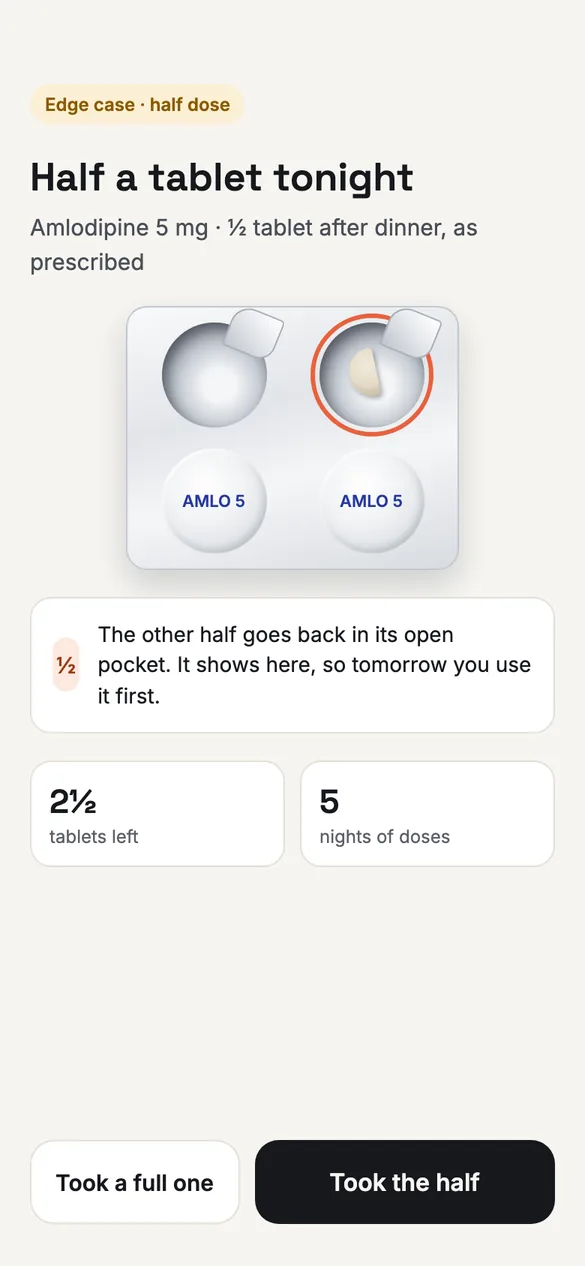 Edge case · half dose
Half a tablet tonight
Amlodipine 5 mg · ½ tablet after dinner, as
prescribed
AMLO 5
AMLO 5
½
The other half goes back in its open
pocket. It shows here, so tomorrow you use
it first.
2½
tablets left
5
nights of doses
Took a full one
Took the half